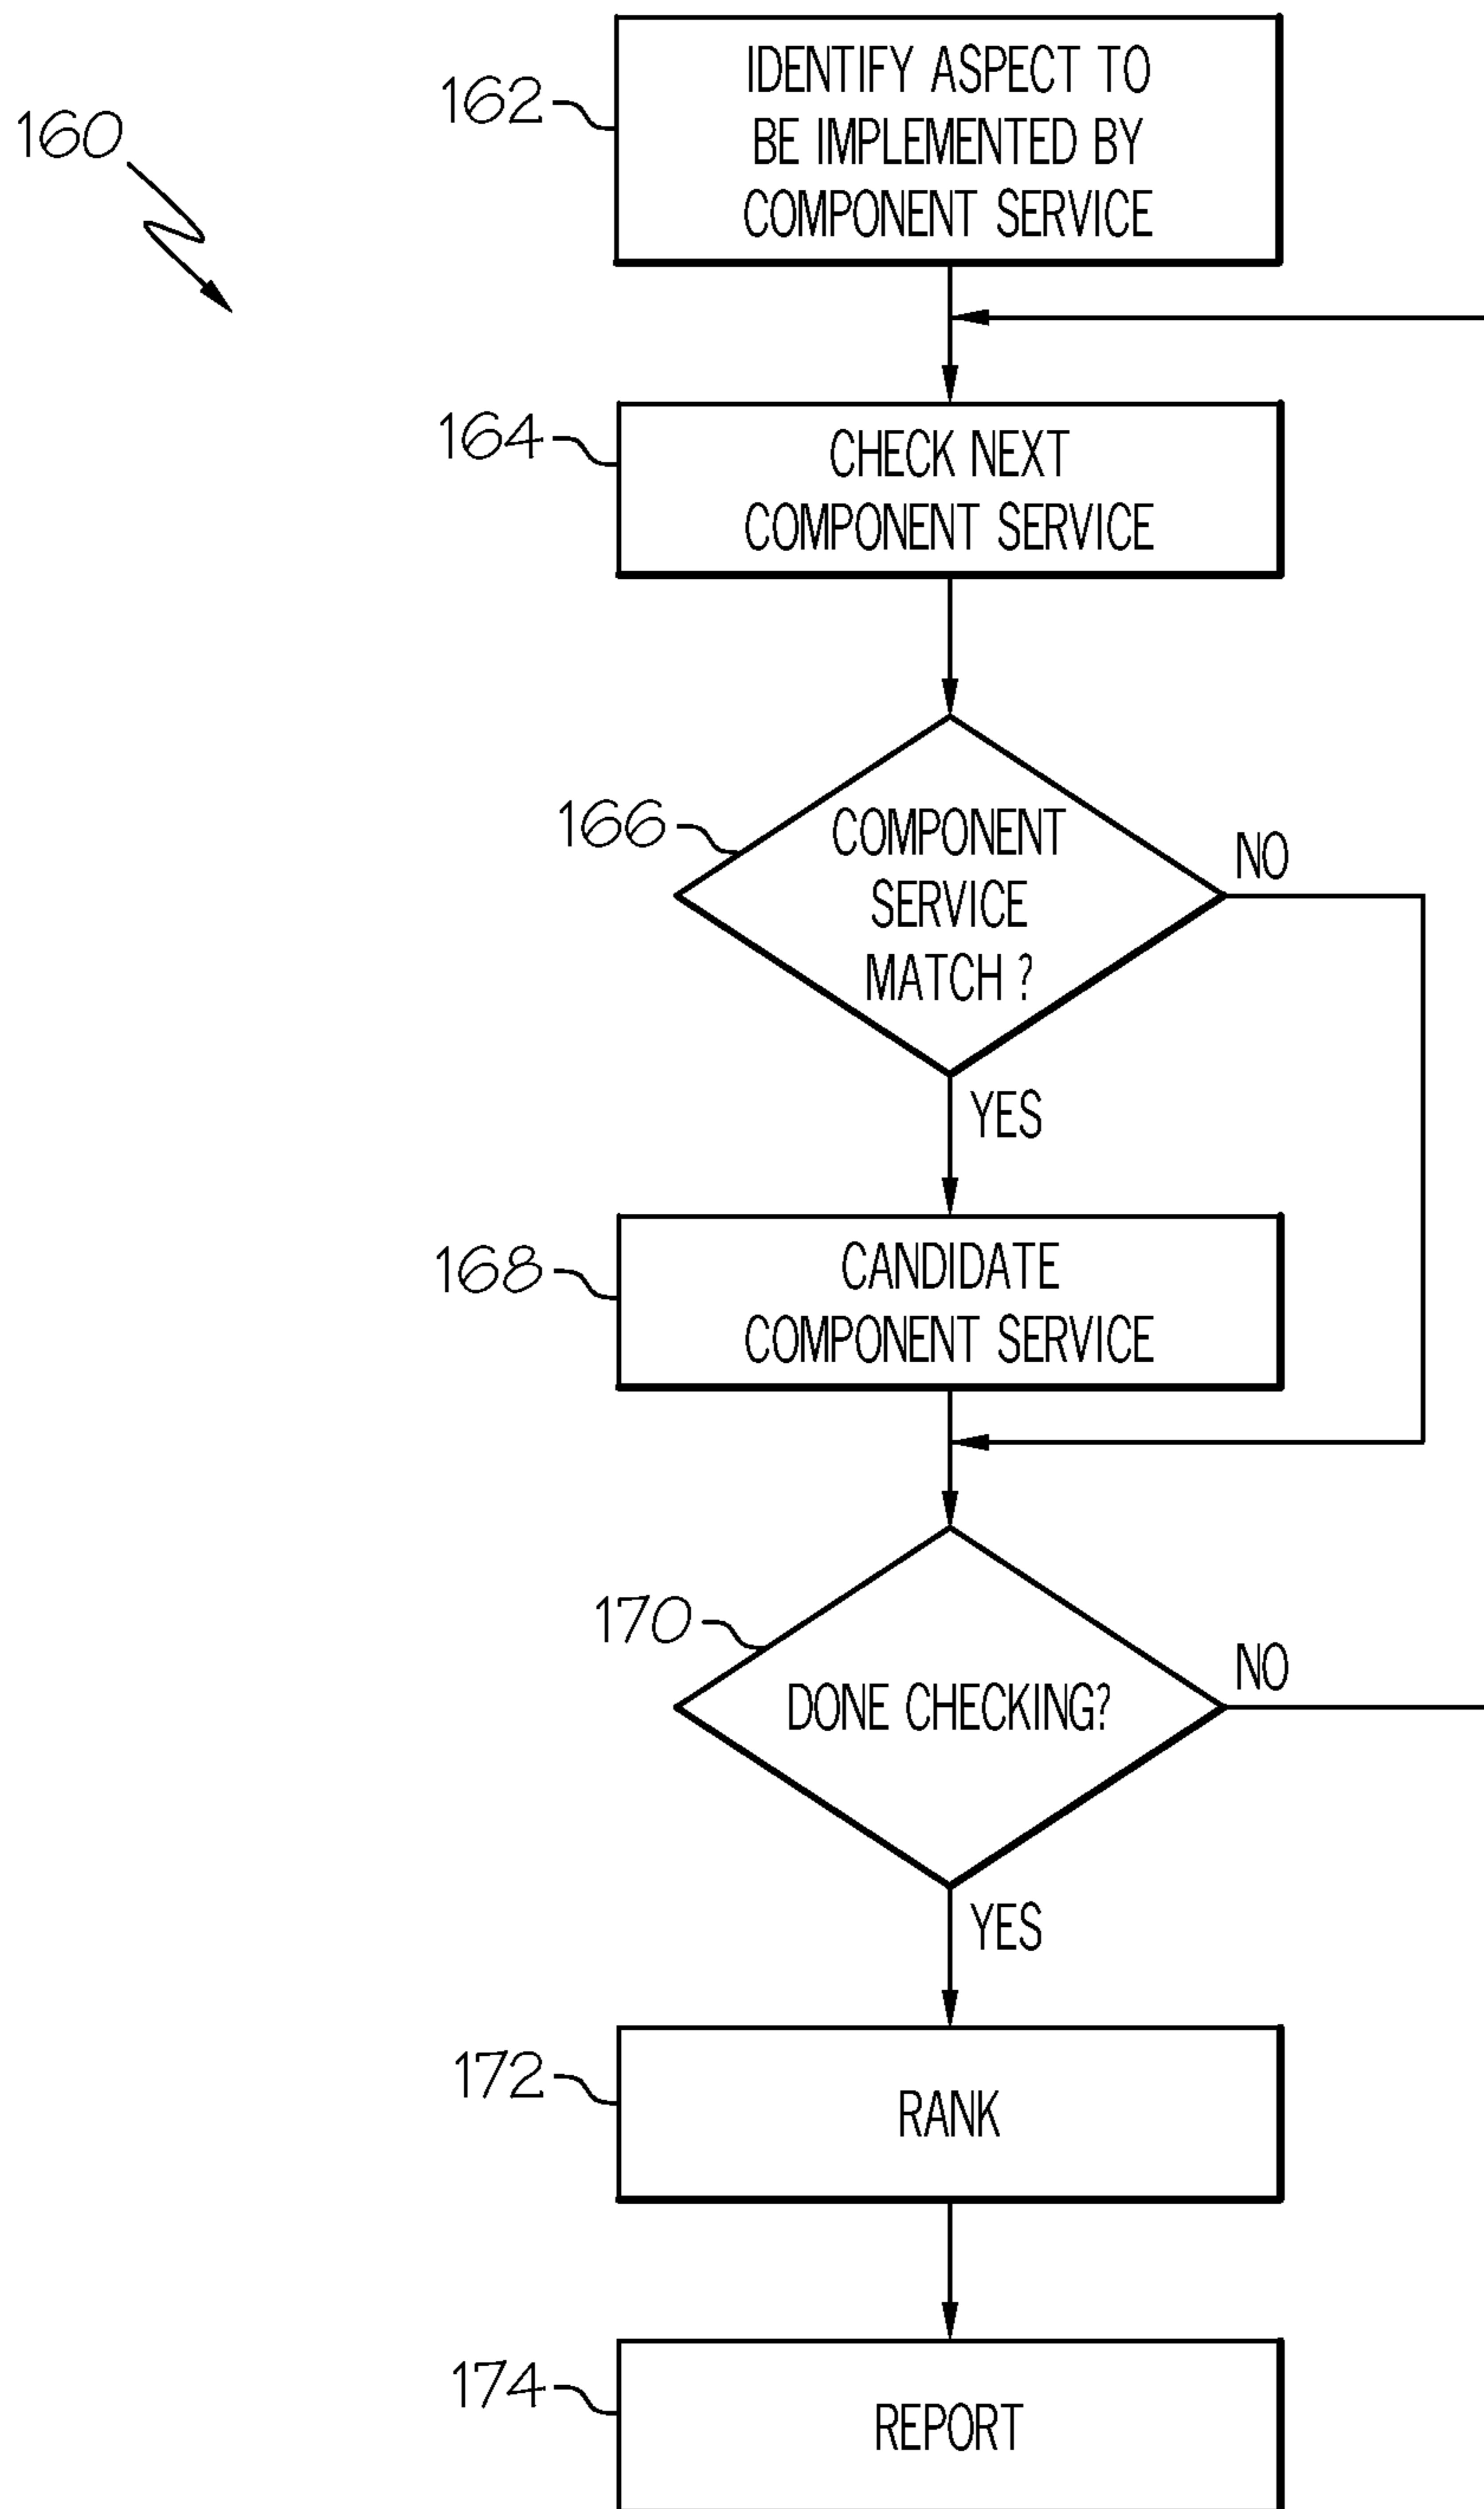 160
162
IDENTIFY ASPECT TO
BE IMPLEMENTED BY
COMPONENT SERVICE
164
CHECK NEXT
COMPONENT SERVICE
166
COMPONENT
SERVICE
MATCH ?
NO
YES
168
CANDIDATE
COMPONENT SERVICE
170
DONE CHECKING?
NO
YES
172
RANK
174
REPORT